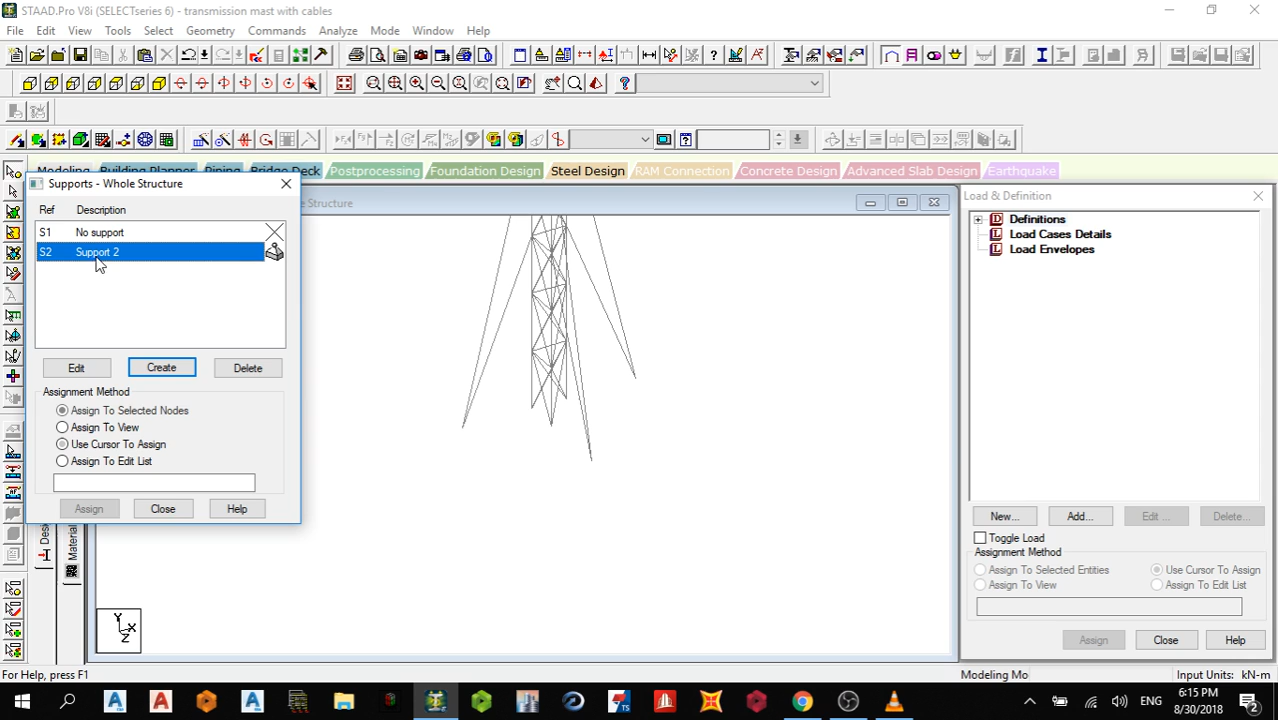 STAAD.Pro V8i (SELECTseries 6) - transmission mast with cables
File Edit View Tools Select Geometry Commands Analyze Mode Window Help
Modeling Building Planner Piping Bridge Deck Postprocessing Foundation Design Steel Design RAM Connection Concrete Design Advanced Slab Design Earthquake
Supports - Whole Structure
Ref Description
S1 No support
S2 Support 2
Edit Create Delete
Assignment Method
Assign To Selected Nodes
Assign To View
Use Cursor To Assign
Assign To Edit List
Assign Close Help
Whole Structure
Y
X
Z
Load & Definition
Definitions
Load Cases Details
Load Envelopes
New... Add... Edit ... Delete...
Toggle Load
Assignment Method
Assign To Selected Entities Use Cursor To Assign
Assign To View Assign To Edit List
Assign Close Help
Material
For Help, press F1
Modeling Mo Input Units: kN-m
ENG
6:15 PM
8/30/2018
2